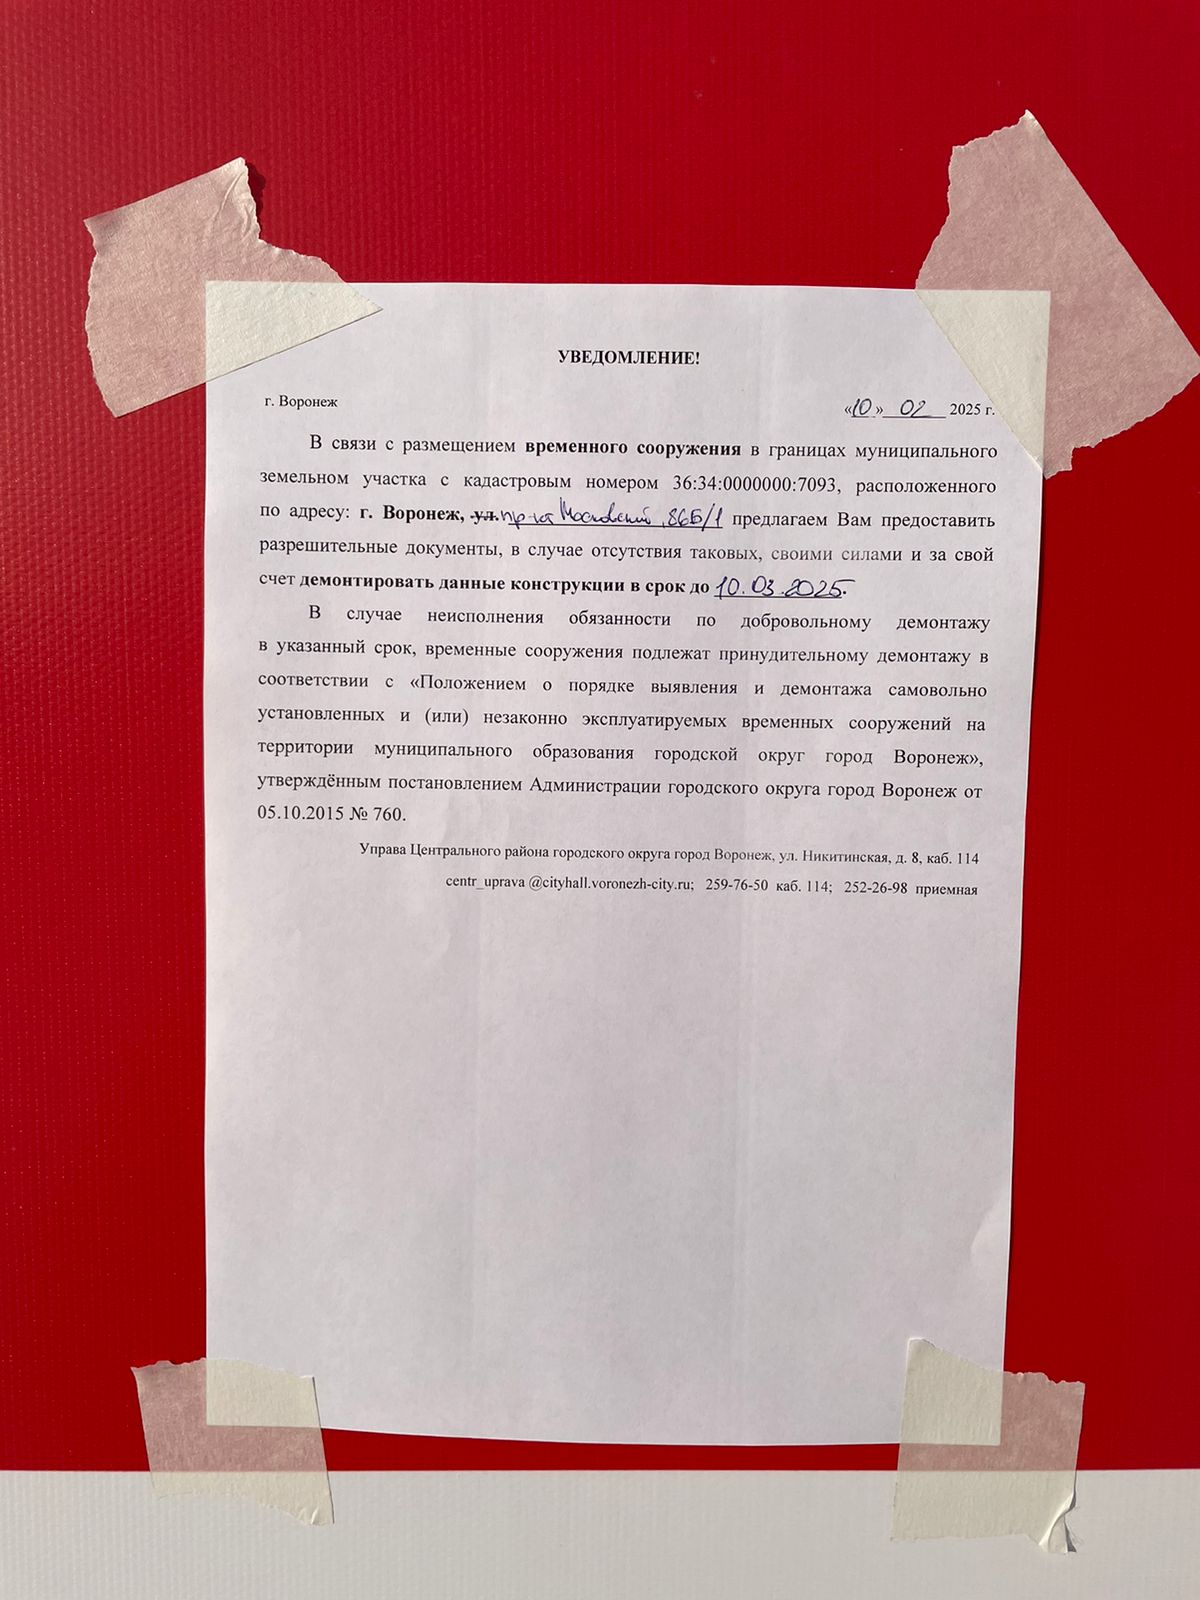 УВЕДОМЛЕНИЕ!
г. Воронеж «10» 02 2025 г.
В связи с размещением временного сооружения в границах муниципального
земельном участка с кадастровым номером 36:34:0000000:7093, расположенного
по адресу: г. Воронеж, ул. пр-кт Московский, 86Б/1 предлагаем Вам предоставить
разрешительные документы, в случае отсутствия таковых, своими силами и за свой
счет демонтировать данные конструкции в срок до 10.03.2025.
В случае неисполнения обязанности по добровольному демонтажу
в указанный срок, временные сооружения подлежат принудительному демонтажу в
соответствии с «Положением о порядке выявления и демонтажа самовольно
установленных и (или) незаконно эксплуатируемых временных сооружений на
территории муниципального образования городской округ город Воронеж»,
утверждённым постановлением Администрации городского округа город Воронеж от
05.10.2015 № 760.
Управа Центрального района городского округа город Воронеж, ул. Никитинская, д. 8, каб. 114
centr_uprava @cityhall.voronezh-city.ru; 259-76-50 каб. 114; 252-26-98 приемная